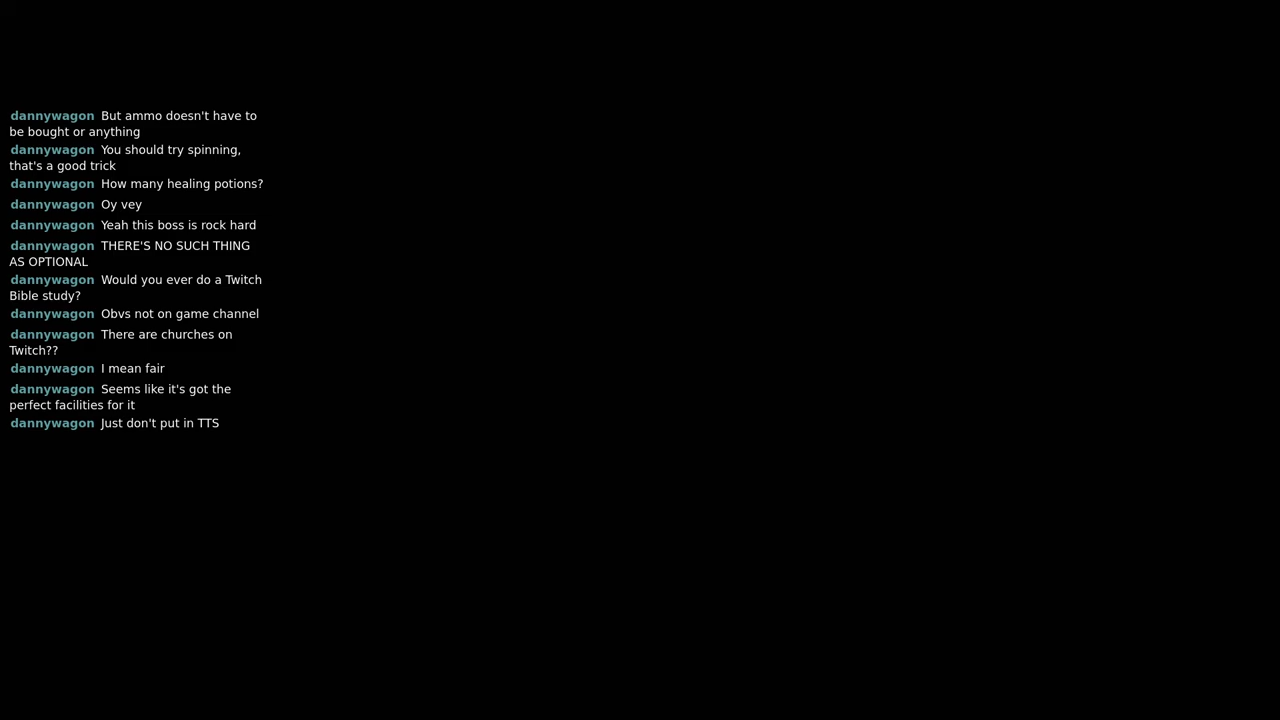 dannywagon But ammo doesn't have to
be bought or anything
dannywagon You should try spinning,
that's a good trick
dannywagon How many healing potions?
dannywagon Oy vey
dannywagon Yeah this boss is rock hard
dannywagon THERE'S NO SUCH THING
AS OPTIONAL
dannywagon Would you ever do a Twitch
Bible study?
dannywagon Obvs not on game channel
dannywagon There are churches on
Twitch??
dannywagon I mean fair
dannywagon Seems like it's got the
perfect facilities for it
dannywagon Just don't put in TTS